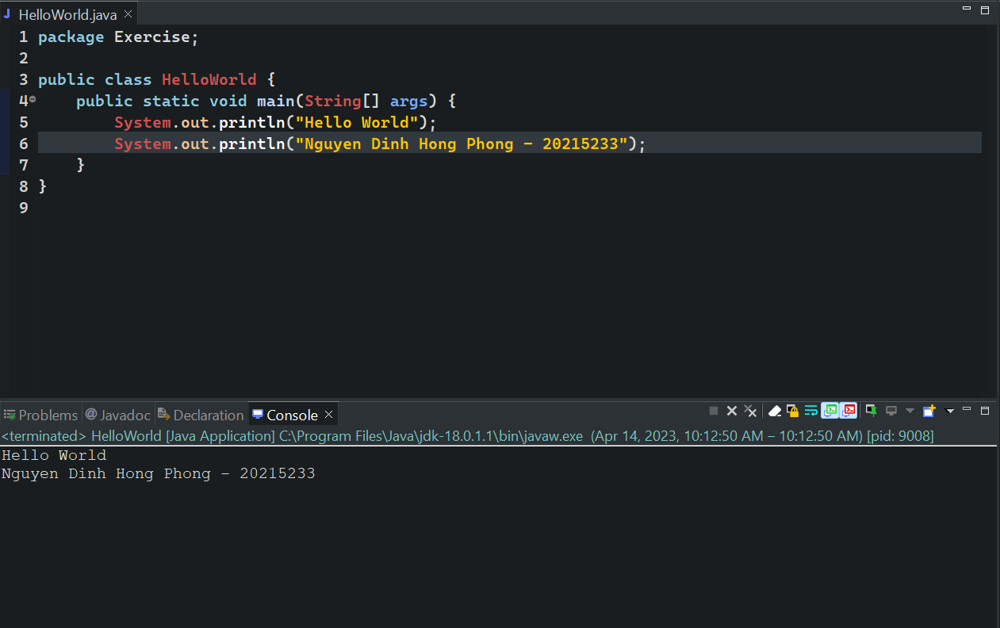 HelloWorld.java
1 package Exercise;
2
3 public class HelloWorld {
4 public static void main(String[] args) {
5 System.out.println("Hello World");
6 System.out.println("Nguyen Dinh Hong Phong - 20215233");
7 }
8 }
9
Problems @ Javadoc Declaration Console
<terminated> HelloWorld [Java Application] C:\Program Files\Java\jdk-18.0.1.1\bin\javaw.exe (Apr 14, 2023, 10:12:50 AM – 10:12:50 AM) [pid: 9008]
Hello World
Nguyen Dinh Hong Phong - 20215233